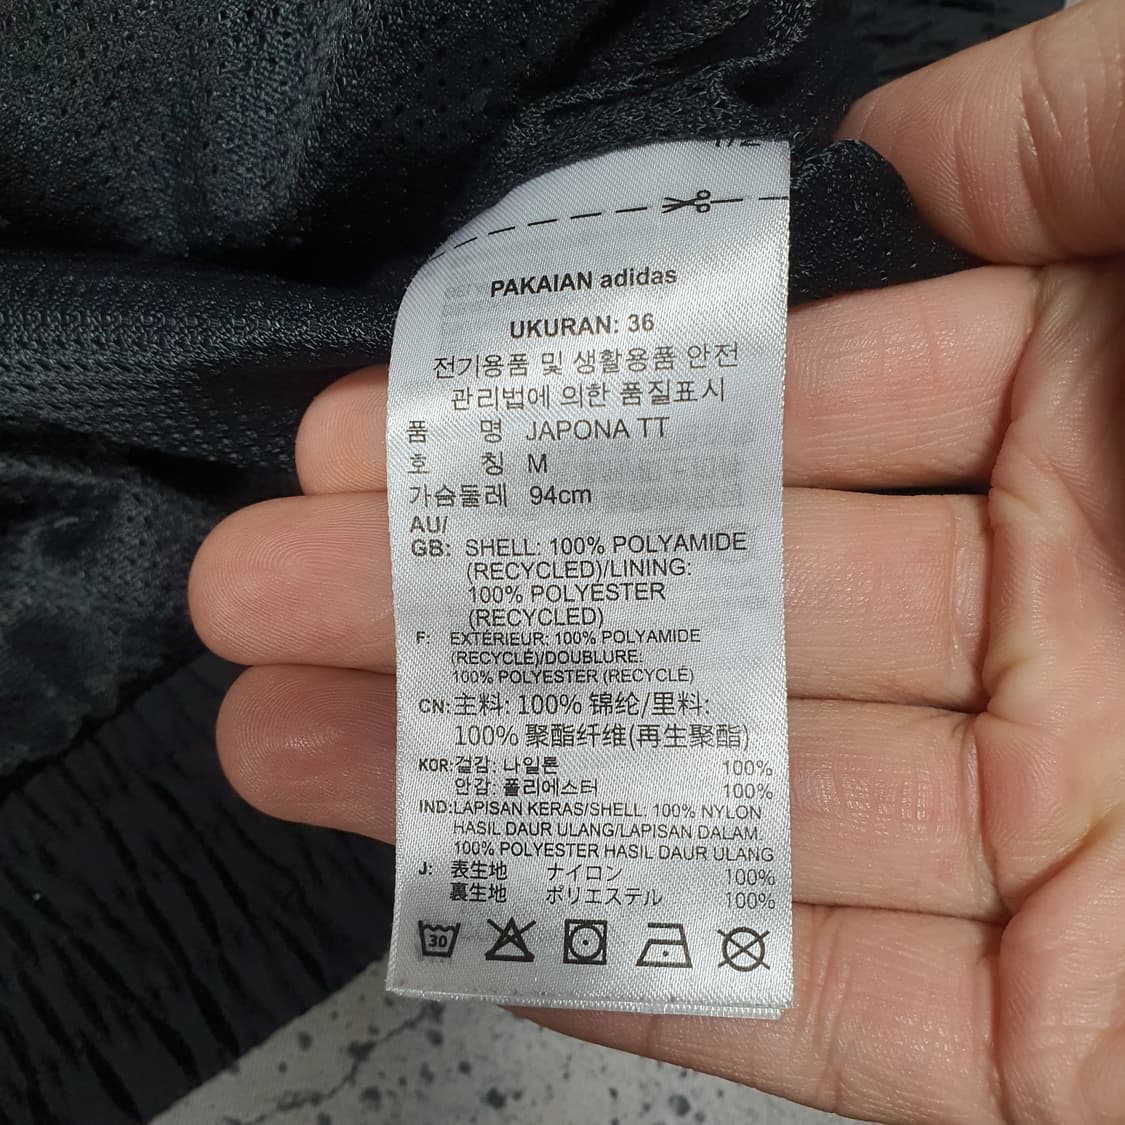 PAKAIAN adidas
UKURAN: 36
전기용품 및 생활용품 안전
관리법에 의한 품질표시
품 명 JAPONA TT
호 칭 M
가슴둘레 94cm
AU/
GB: SHELL: 100% POLYAMIDE
(RECYCLED)/LINING:
100% POLYESTER
(RECYCLED)
F: EXTÉRIEUR: 100% POLYAMIDE
(RECYCLÉ)/DOUBLURE:
100% POLYESTER (RECYCLÉ)
CN: 主料: 100% 锦纶/里料:
100% 聚酯纤维(再生聚酯)
KOR: 겉감: 나일론 100%
안감: 폴리에스터 100%
IND: LAPISAN KERAS/SHELL: 100% NYLON
HASIL DAUR ULANG/LAPISAN DALAM:
100% POLYESTER HASIL DAUR ULANG
J: 表生地 ナイロン 100%
裏生地 ポリエステル 100%
30